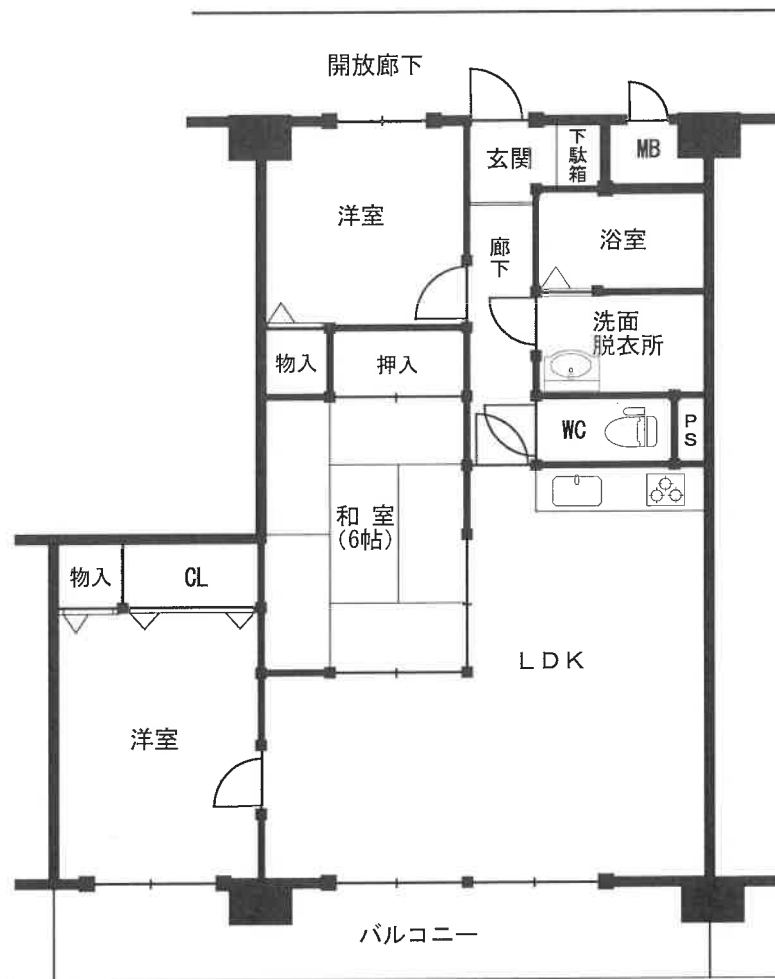 開放廊下
玄関
下駄箱
MB
洋室
廊下
浴室
洗面
脱衣所
物入
押入
WC
PS
和 室
(6帖)
物入
CL
LDK
洋室
バルコニー